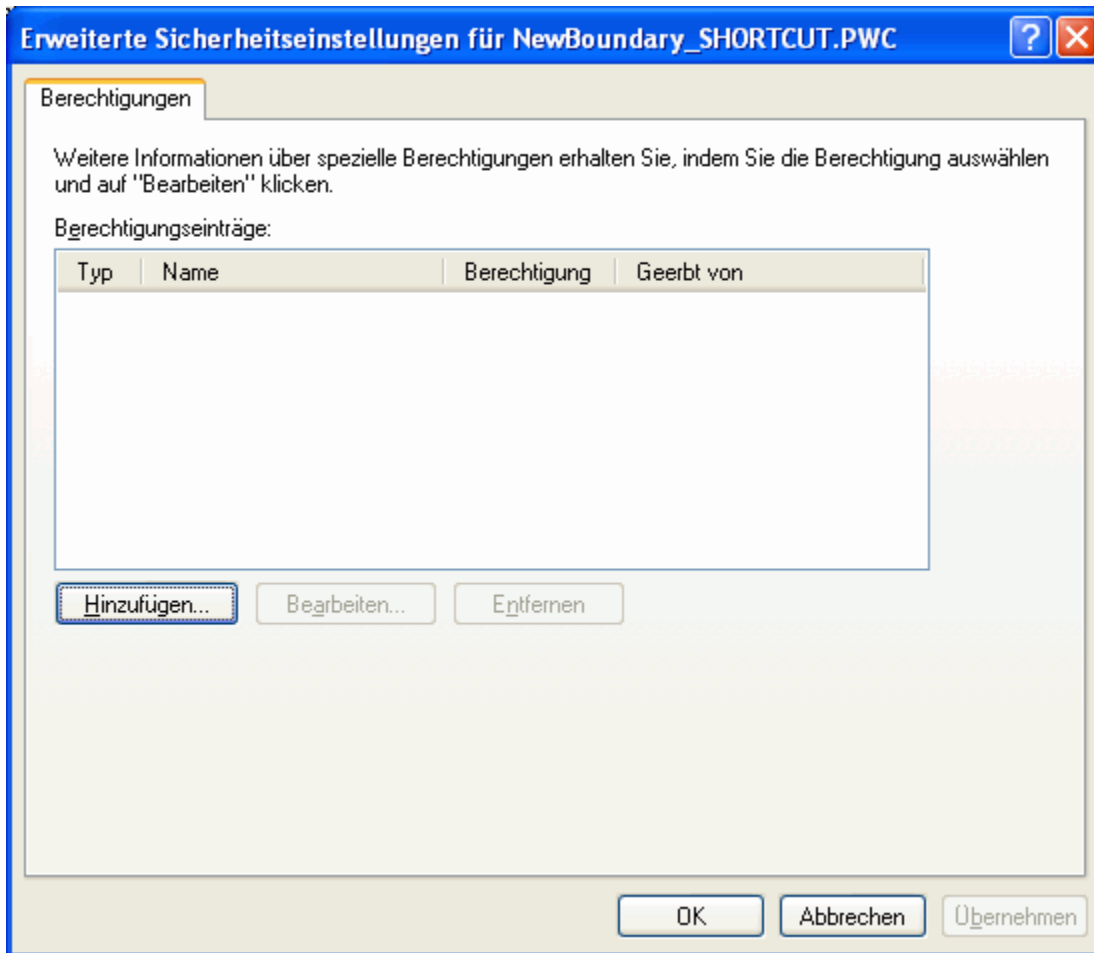 Erweiterte Sicherheitseinstellungen für NewBoundary_SHORTCUT.PWC
Berechtigungen
Weitere Informationen über spezielle Berechtigungen erhalten Sie, indem Sie die Berechtigung auswählen
und auf "Bearbeiten" klicken.
Berechtigungseinträge:
Typ Name Berechtigung Geerbt von
Hinzufügen... Bearbeiten... Entfernen
OK Abbrechen Übernehmen